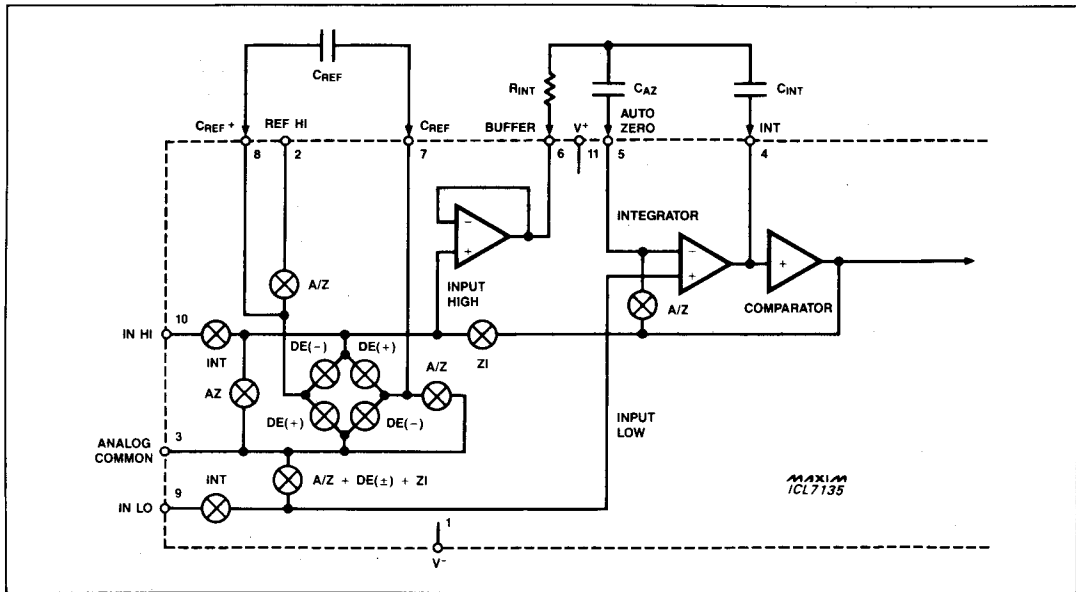 CREF
RINT
CAZ
CINT
CREF +
REF HI
CREF
BUFFER
V+
AUTO
ZERO
INT
8
2
7
6
11
5
4
INTEGRATOR
−
+
−
+
+
A/Z
INPUT
HIGH
A/Z
COMPARATOR
IN HI
10
INT
DE(−)
DE(+)
A/Z
ZI
AZ
DE(+)
DE(−)
INPUT
LOW
ANALOG
COMMON
3
INT
A/Z + DE(±) + ZI
IN LO
9
1
V−
MAXIM
ICL7135